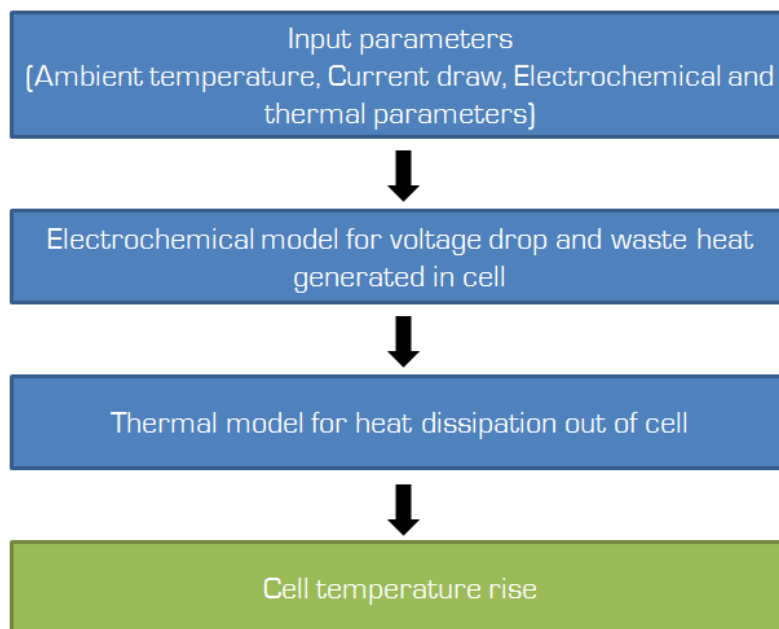 Input parameters
(Ambient temperature, Current draw, Electrochemical and
thermal parameters)
Electrochemical model for voltage drop and waste heat
generated in cell
Thermal model for heat dissipation out of cell
Cell temperature rise